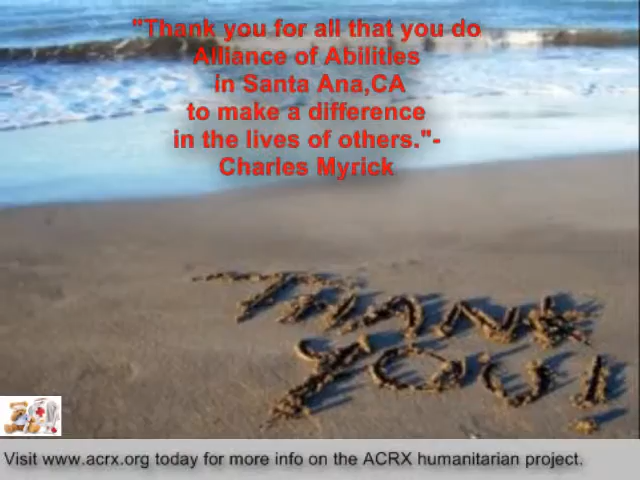 "Thank you for all that you do
Alliance of Abilities
in Santa Ana,CA
to make a difference
in the lives of others."-
Charles Myrick
THANK
YOU!
Visit www.acrx.org today for more info on the ACRX humanitarian project.